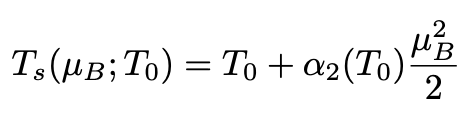 $T_s(\mu_B; T_0) = T_0 + \alpha_2(T_0) \frac{\mu_B^2}{2}$